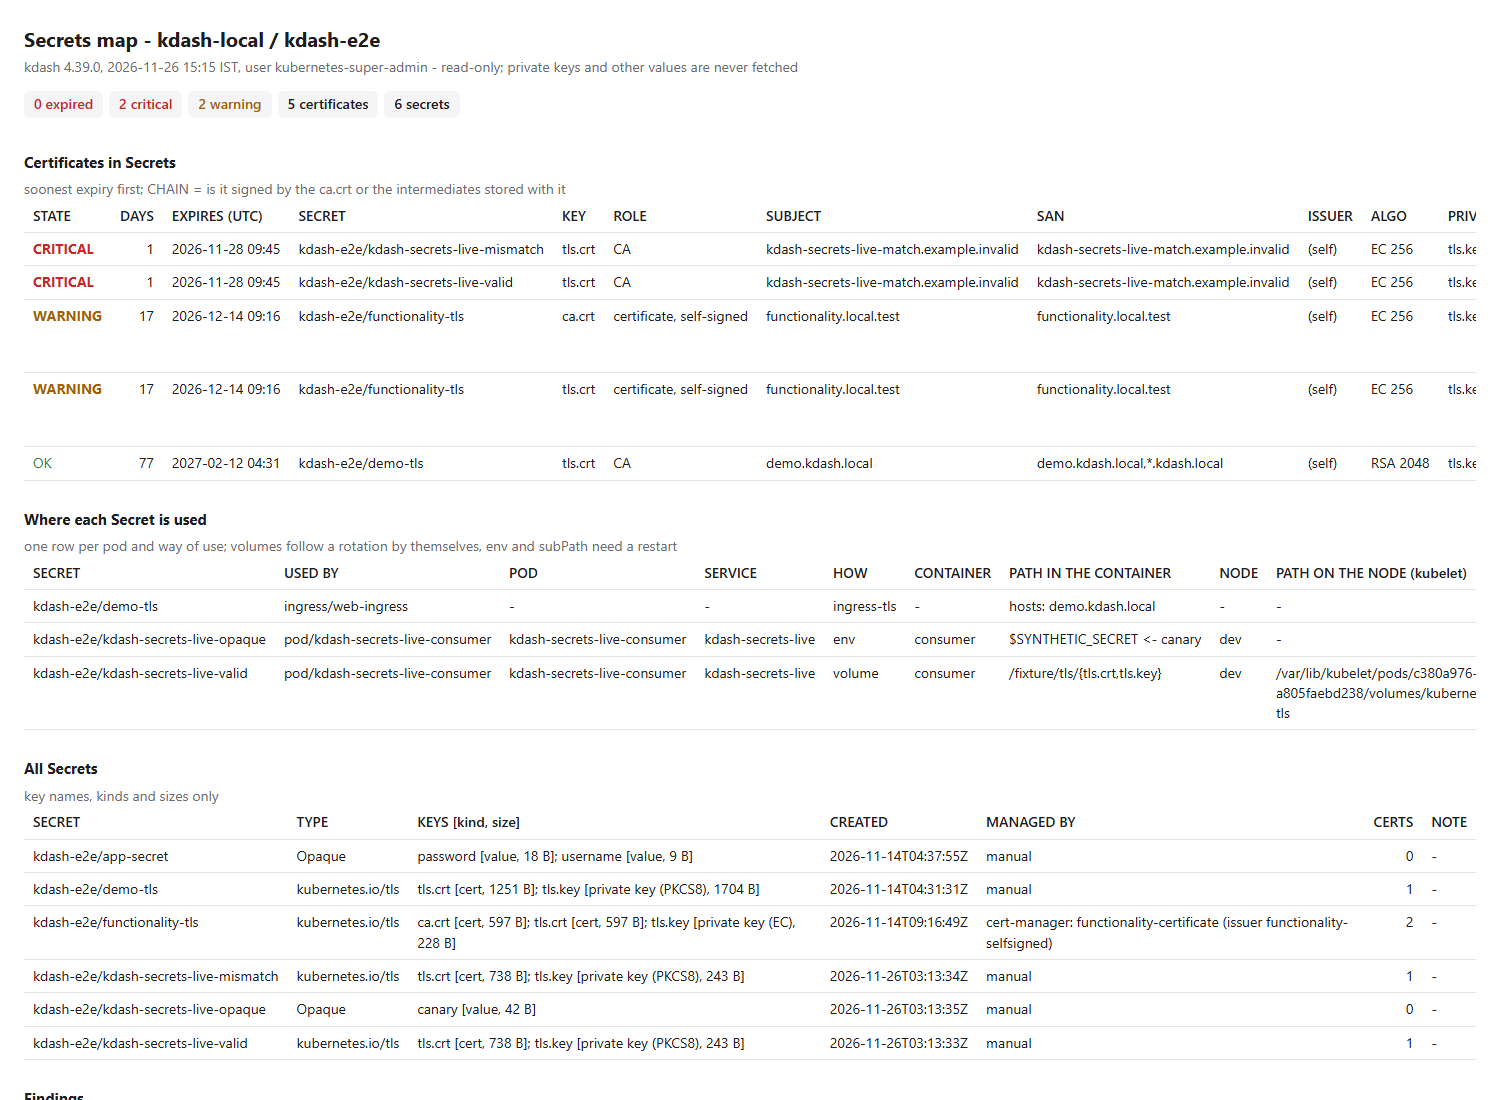 Secrets map - kdash-local / kdash-e2e
kdash 4.39.0, 2026-11-26 15:15 IST, user kubernetes-super-admin - read-only; private keys and other values are never fetched
0 expired 2 critical 2 warning 5 certificates 6 secrets
Certificates in Secrets
soonest expiry first; CHAIN = is it signed by the ca.crt or the intermediates stored with it
STATE DAYS EXPIRES (UTC) SECRET KEY ROLE SUBJECT SAN ISSUER ALGO PRIV
CRITICAL 1 2026-11-28 09:45 kdash-e2e/kdash-secrets-live-mismatch tls.crt CA kdash-secrets-live-match.example.invalid kdash-secrets-live-match.example.invalid (self) EC 256 tls.ke
CRITICAL 1 2026-11-28 09:45 kdash-e2e/kdash-secrets-live-valid tls.crt CA kdash-secrets-live-match.example.invalid kdash-secrets-live-match.example.invalid (self) EC 256 tls.ke
WARNING 17 2026-12-14 09:16 kdash-e2e/functionality-tls ca.crt certificate, self-signed functionality.local.test functionality.local.test (self) EC 256 tls.ke
WARNING 17 2026-12-14 09:16 kdash-e2e/functionality-tls tls.crt certificate, self-signed functionality.local.test functionality.local.test (self) EC 256 tls.ke
OK 77 2027-02-12 04:31 kdash-e2e/demo-tls tls.crt CA demo.kdash.local demo.kdash.local,*.kdash.local (self) RSA 2048 tls.ke
Where each Secret is used
one row per pod and way of use; volumes follow a rotation by themselves, env and subPath need a restart
SECRET USED BY POD SERVICE HOW CONTAINER PATH IN THE CONTAINER NODE PATH ON THE NODE (kubelet)
kdash-e2e/demo-tls ingress/web-ingress - - ingress-tls - hosts: demo.kdash.local - -
kdash-e2e/kdash-secrets-live-opaque pod/kdash-secrets-live-consumer kdash-secrets-live-consumer kdash-secrets-live env consumer $SYNTHETIC_SECRET <- canary dev -
kdash-e2e/kdash-secrets-live-valid pod/kdash-secrets-live-consumer kdash-secrets-live-consumer kdash-secrets-live volume consumer /fixture/tls/{tls.crt,tls.key} dev /var/lib/kubelet/pods/c380a976-
a805faebd238/volumes/kuberne
tls
All Secrets
key names, kinds and sizes only
SECRET TYPE KEYS [kind, size] CREATED MANAGED BY CERTS NOTE
kdash-e2e/app-secret Opaque password [value, 18 B]; username [value, 9 B] 2026-11-14T04:37:55Z manual 0 -
kdash-e2e/demo-tls kubernetes.io/tls tls.crt [cert, 1251 B]; tls.key [private key (PKCS8), 1704 B] 2026-11-14T04:31:31Z manual 1 -
kdash-e2e/functionality-tls kubernetes.io/tls ca.crt [cert, 597 B]; tls.crt [cert, 597 B]; tls.key [private key (EC), 2026-11-14T09:16:49Z cert-manager: functionality-certificate (issuer functionality- 2 -
228 B] selfsigned)
kdash-e2e/kdash-secrets-live-mismatch kubernetes.io/tls tls.crt [cert, 738 B]; tls.key [private key (PKCS8), 243 B] 2026-11-26T03:13:34Z manual 1 -
kdash-e2e/kdash-secrets-live-opaque Opaque canary [value, 42 B] 2026-11-26T03:13:35Z manual 0 -
kdash-e2e/kdash-secrets-live-valid kubernetes.io/tls tls.crt [cert, 738 B]; tls.key [private key (PKCS8), 243 B] 2026-11-26T03:13:33Z manual 1 -
Findings